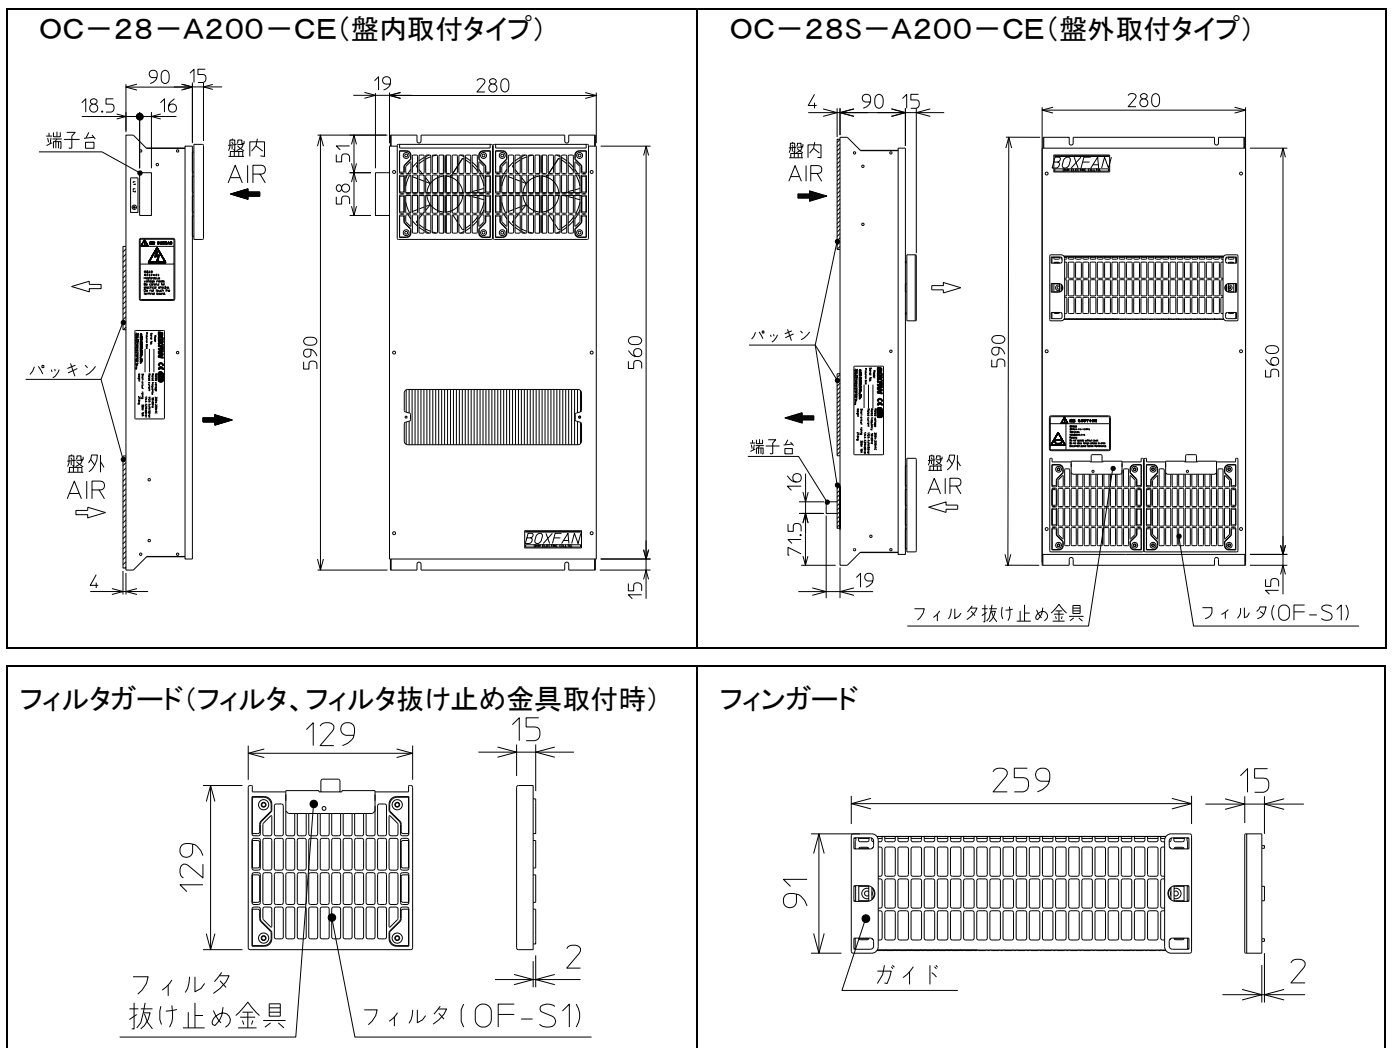 OC－28－A200－CE(盤内取付タイプ)
90 15
18.5 16
端子台
盤内
AIR
パッキン
盤外
AIR
4
19 280
51
58
590
560
BOXFAN
15
OC－28S－A200－CE(盤外取付タイプ)
4 90 15
盤内
AIR
パッキン
端子台
16
71.5
19
盤外
AIR
280
BOXFAN
590
560
15
フィルタ抜け止め金具
フィルタ(OF-S1)
フィルタガード(フィルタ、フィルタ抜け止め金具取付時)
129 15
129
2
フィルタ
抜け止め金具
フィルタ(OF-S1)
フィンガード
259 15
91
ガイド
2